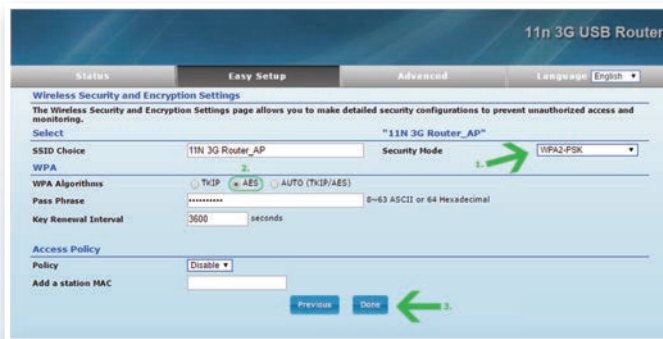 11n 3G USB Router
Status Easy Setup Advanced Language English
Wireless Security and Encryption Settings
The Wireless Security and Encryption Settings page allows you to make detailed security configurations to prevent unauthorized access and
monitoring.
Select "11N 3G Router_AP"
SSID Choice 11N 3G Router_AP Security Mode 1. WPA2-PSK
WPA 2.
WPA Algorithms TKIP AES AUTO (TKIP/AES)
Pass Phrase •••••••••• 8~63 ASCII or 64 Hexadecimal
Key Renewal Interval 3600 seconds
Access Policy
Policy Disable
Add a station MAC
Previous Done 3.